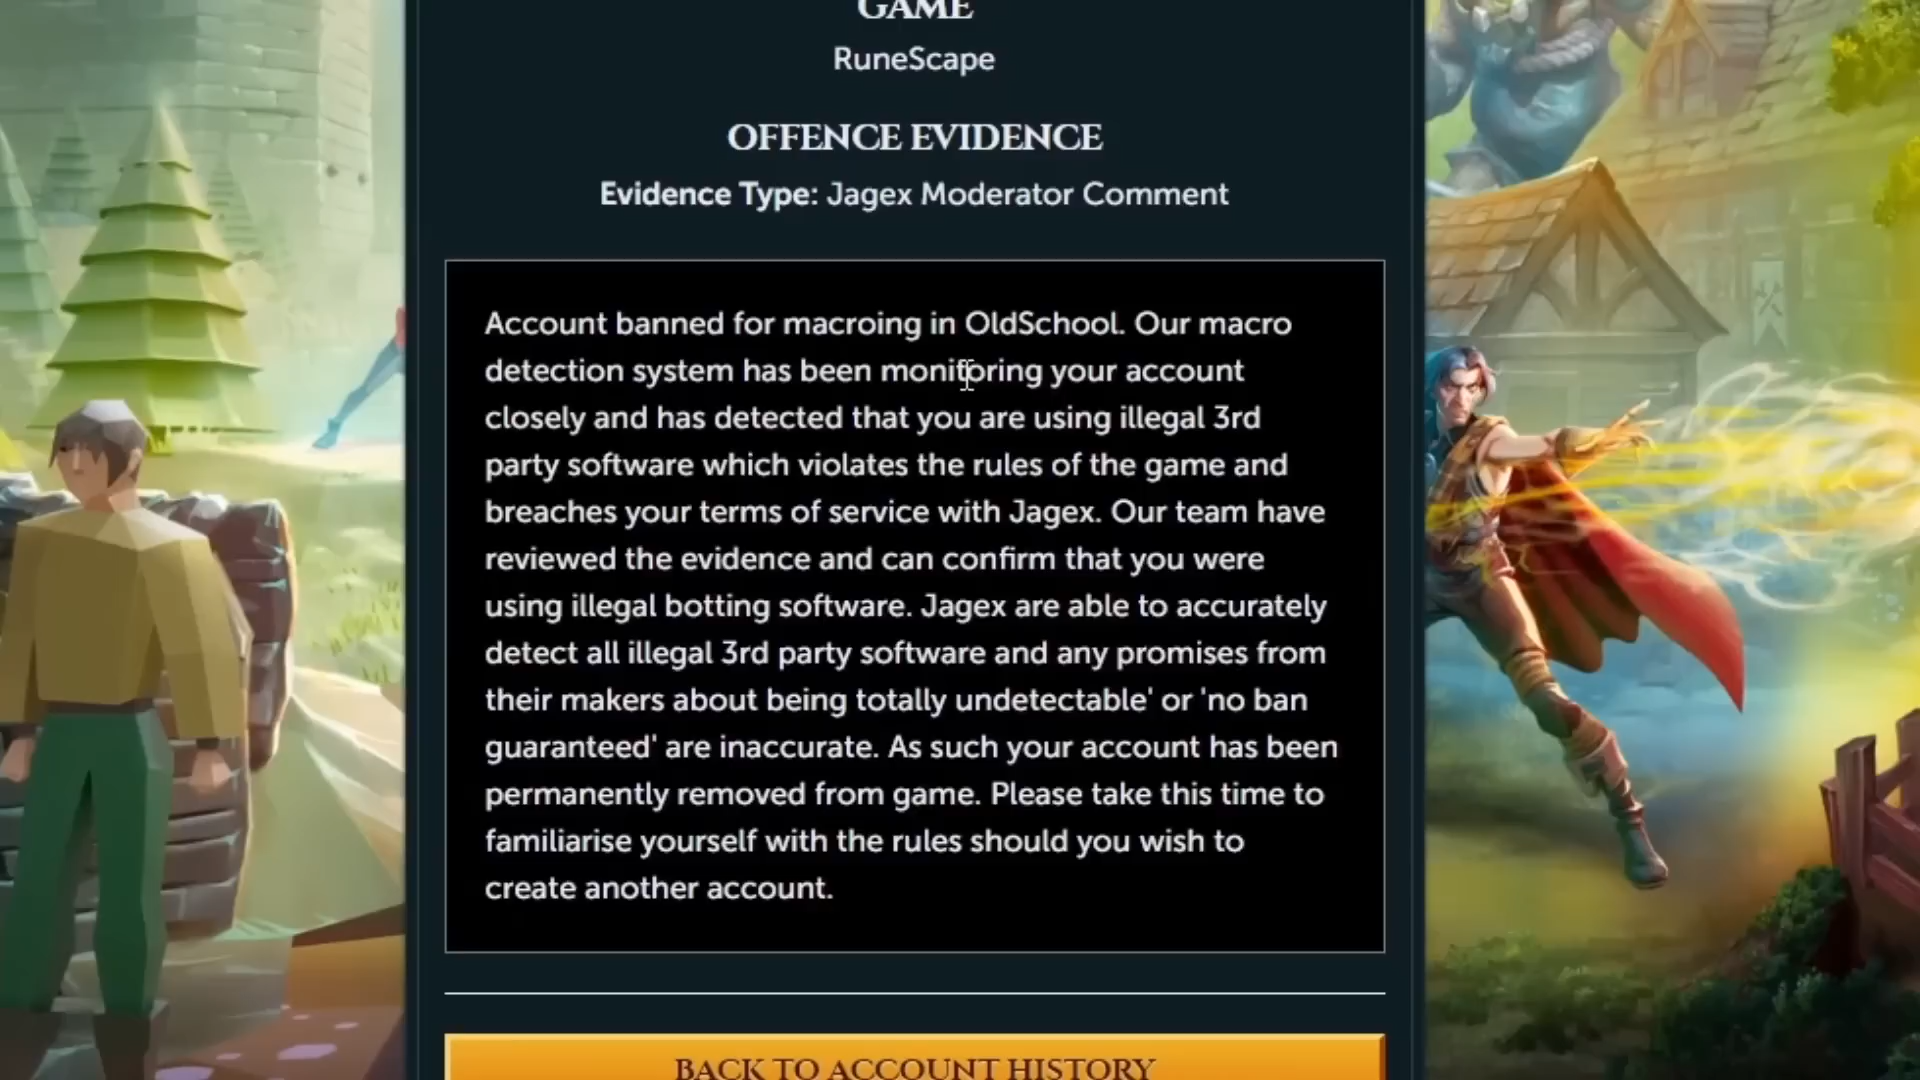 GAME
RuneScape
OFFENCE EVIDENCE
Evidence Type: Jagex Moderator Comment
Account banned for macroing in OldSchool. Our macro
detection system has been monitoring your account
closely and has detected that you are using illegal 3rd
party software which violates the rules of the game and
breaches your terms of service with Jagex. Our team have
reviewed the evidence and can confirm that you were
using illegal botting software. Jagex are able to accurately
detect all illegal 3rd party software and any promises from
their makers about being totally undetectable' or 'no ban
guaranteed' are inaccurate. As such your account has been
permanently removed from game. Please take this time to
familiarise yourself with the rules should you wish to
create another account.
BACK TO ACCOUNT HISTORY